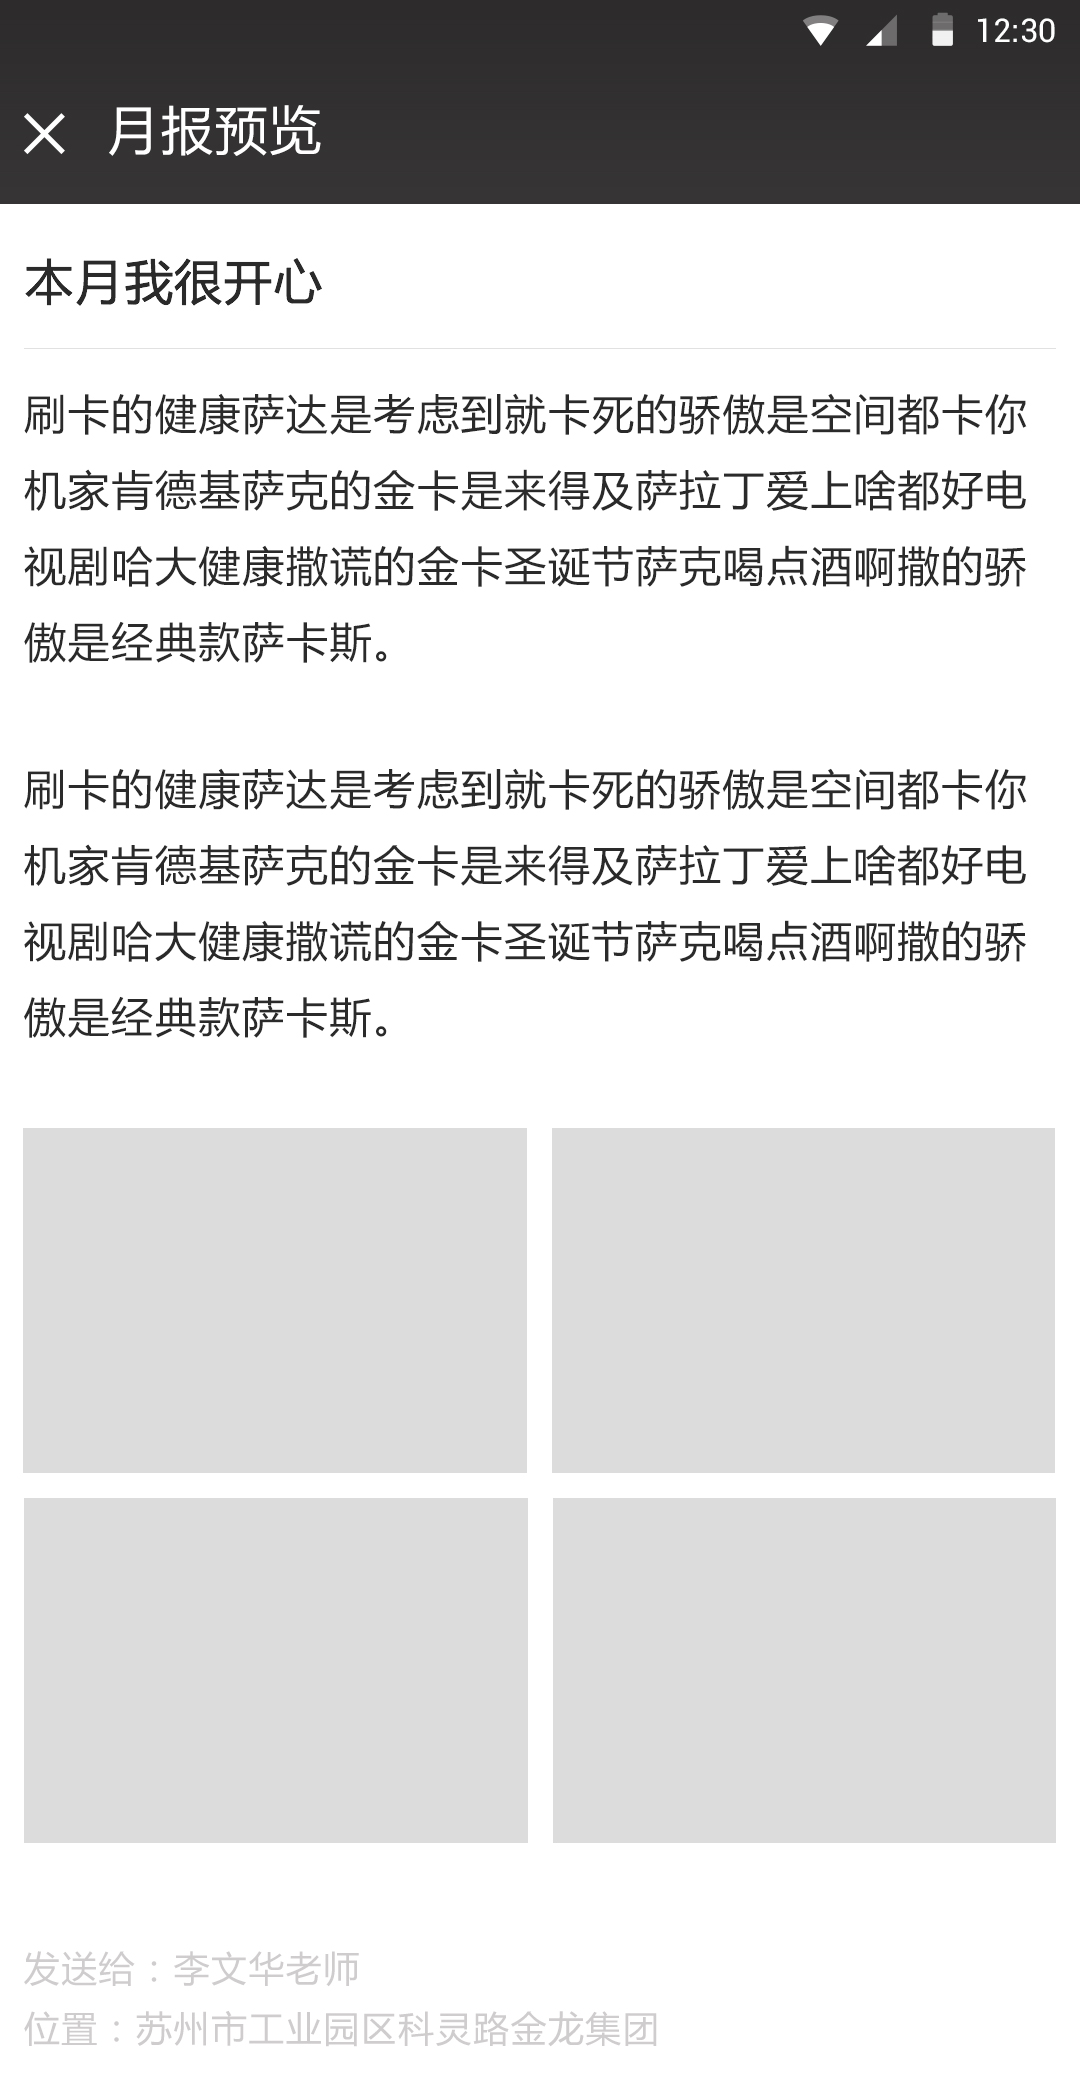 12:30
月报预览
本月我很开心
刷卡的健康萨达是考虑到就卡死的骄傲是空间都卡你
机家肯德基萨克的金卡是来得及萨拉丁爱上啥都好电
视剧哈大健康撒谎的金卡圣诞节萨克喝点酒啊撒的骄
傲是经典款萨卡斯。
刷卡的健康萨达是考虑到就卡死的骄傲是空间都卡你
机家肯德基萨克的金卡是来得及萨拉丁爱上啥都好电
视剧哈大健康撒谎的金卡圣诞节萨克喝点酒啊撒的骄
傲是经典款萨卡斯。
发送给：李文华老师
位置：苏州市工业园区科灵路金龙集团